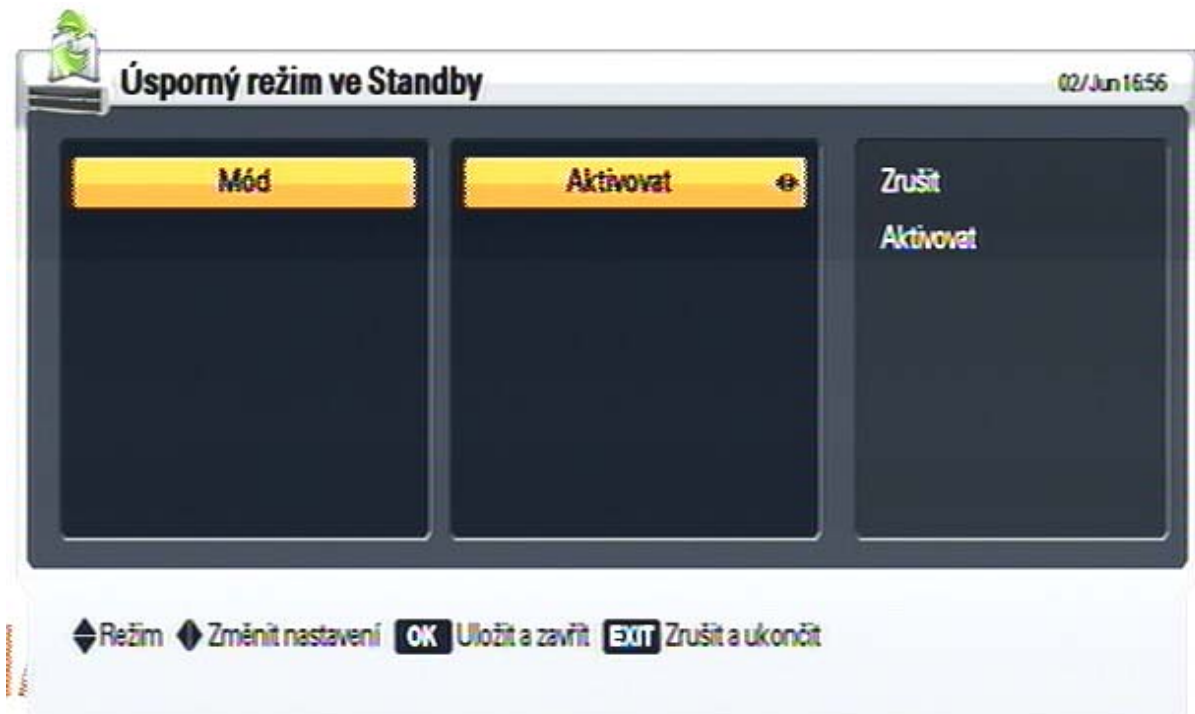 Úsporný režim ve Standby
02/Jun 16:56
Mód
Aktivovat
Zrušit
Aktivovat
Režim Změnit nastavení OK Uložit a zavřít EXIT Zrušit a ukončit